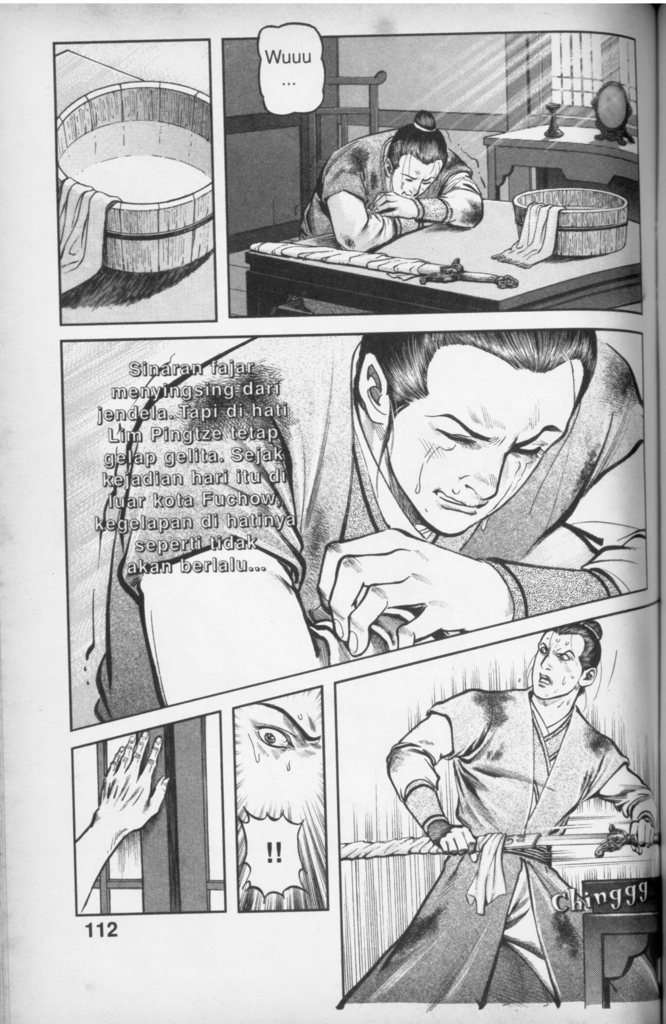 Wuuu
...
Sinaran fajar
menyingsing dari
jendela. Tapi di hati
Lim Pingtze tetap
gelap gelita. Sejak
kejadian hari itu di
luar kota Fuchow,
kegelapan di hatinya
seperti tidak
akan berlalu...
!!
Chinggg
112